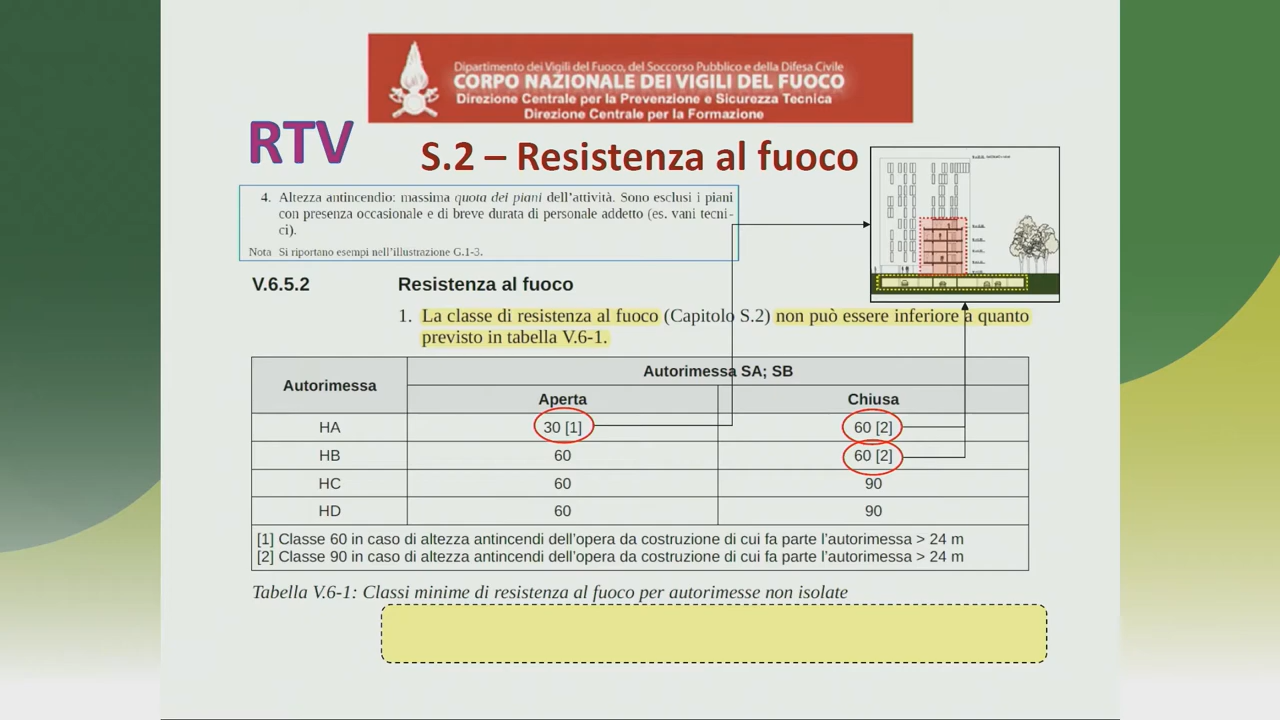 Dipartimento dei Vigili del Fuoco, del Soccorso Pubblico e della Difesa Civile
CORPO NAZIONALE DEI VIGILI DEL FUOCO
Direzione Centrale per la Prevenzione e Sicurezza Tecnica
Direzione Centrale per la Formazione
RTV
S.2 – Resistenza al fuoco
4. Altezza antincendio: massima quota dei piani dell'attività. Sono esclusi i piani
con presenza occasionale e di breve durata di personale addetto (es. vani tecni-
ci).
Nota Si riportano esempi nell'illustrazione G.1-3.
V.6.5.2 Resistenza al fuoco
1. La classe di resistenza al fuoco (Capitolo S.2) non può essere inferiore a quanto
previsto in tabella V.6-1.
Autorimessa Autorimessa SA; SB
Aperta Chiusa
HA 30 [1] 60 [2]
HB 60 60 [2]
HC 60 90
HD 60 90
[1] Classe 60 in caso di altezza antincendi dell'opera da costruzione di cui fa parte l'autorimessa > 24 m
[2] Classe 90 in caso di altezza antincendi dell'opera da costruzione di cui fa parte l'autorimessa > 24 m
Tabella V.6-1: Classi minime di resistenza al fuoco per autorimesse non isolate